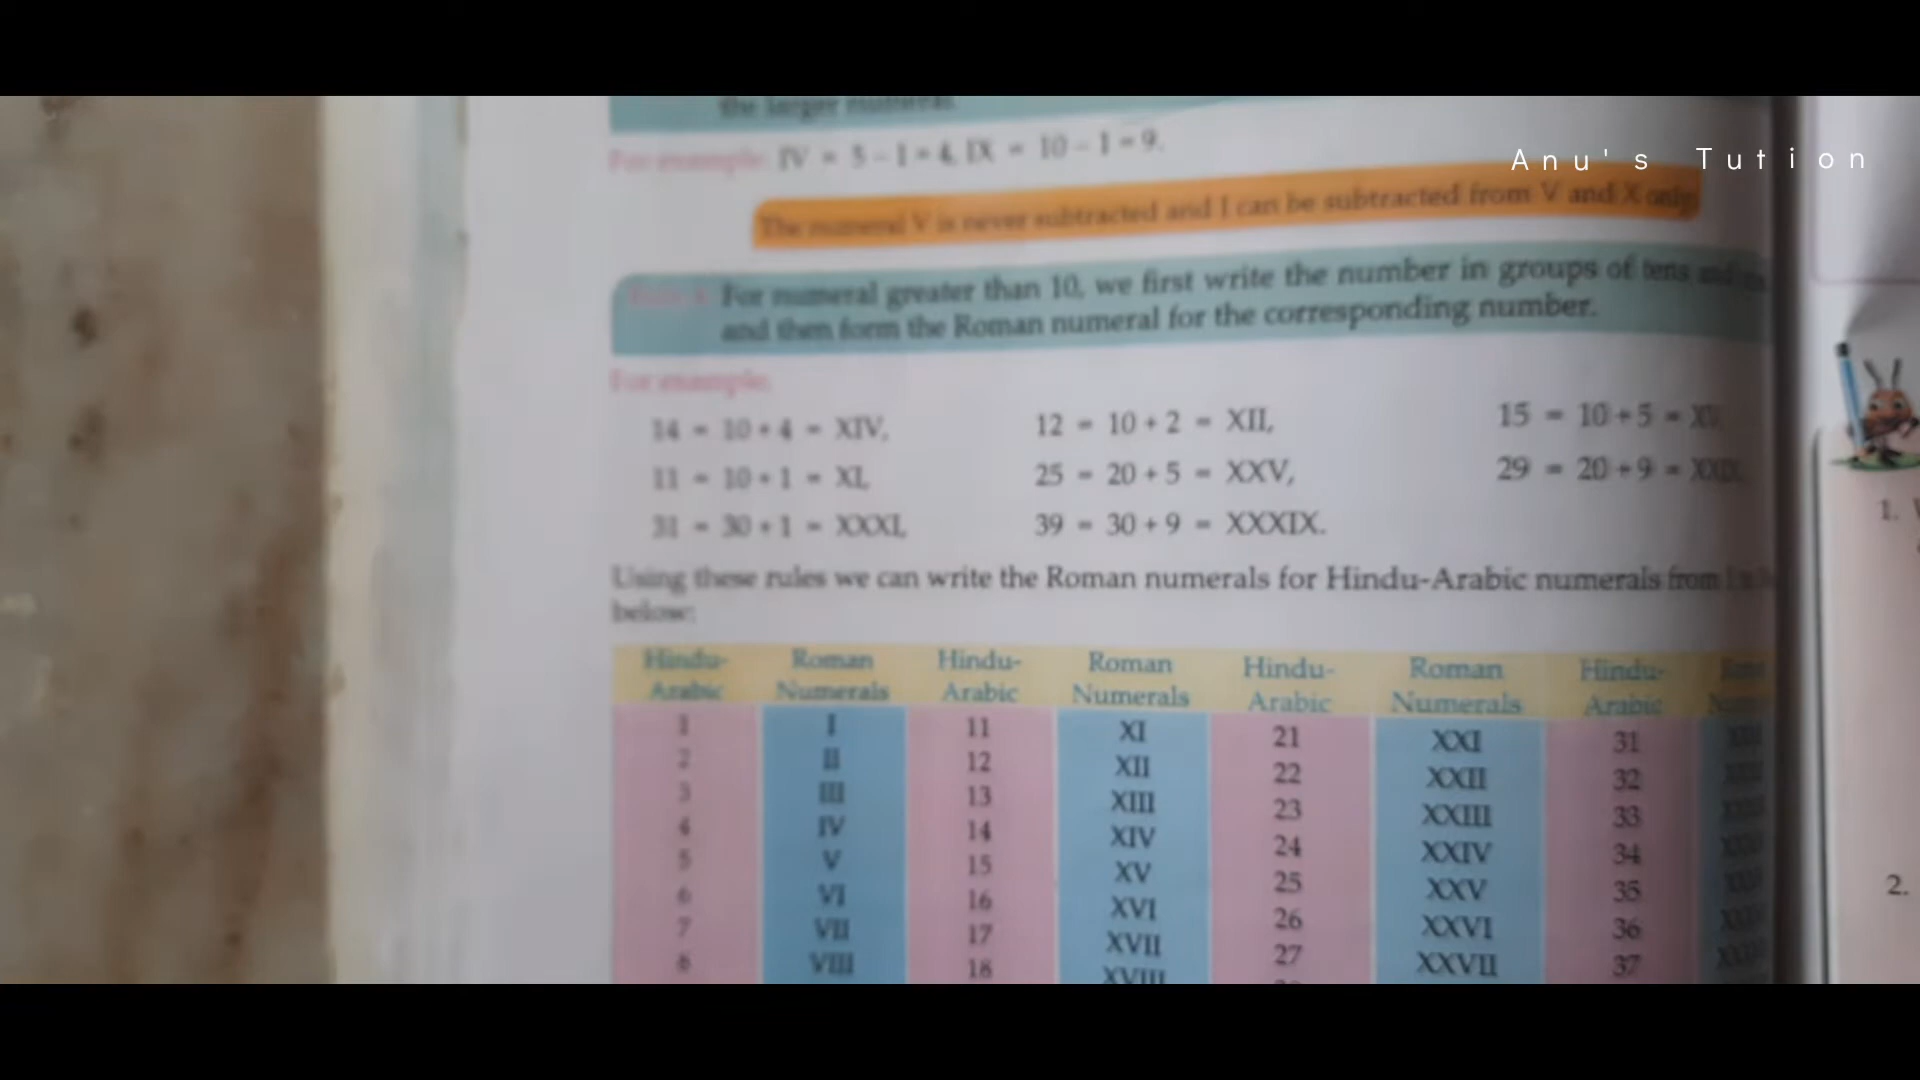 the larger numeral.
For example: IV = 5 – 1 = 4, IX = 10 – 1 = 9.
Anu's Tution
The numeral V is never subtracted and I can be subtracted from V and X only
For numeral greater than 10, we first write the number in groups of tens and
and then form the Roman numeral for the corresponding number.
For example:
14 = 10 + 4 = XIV, 12 = 10 + 2 = XII, 15 = 10 + 5 =
11 = 10 + 1 = XI, 25 = 20 + 5 = XXV, 29 = 20 + 9 =
31 = 30 + 1 = XXXI, 39 = 30 + 9 = XXXIX.
Using these rules we can write the Roman numerals for Hindu-Arabic numerals from
below:
Hindu- Roman Hindu- Roman Hindu- Roman Hindu-
Arabic Numerals Arabic Numerals Arabic Numerals Arabic
1 I 11 XI 21 XXI 31
2 II 12 XII 22 XXII 32
3 III 13 XIII 23 XXIII 33
4 IV 14 XIV 24 XXIV 34
5 V 15 XV 25 XXV 35
6 VI 16 XVI 26 XXVI 36
7 VII 17 XVII 27 XXVII 37
8 VIII 18 XVIII
1.
2.